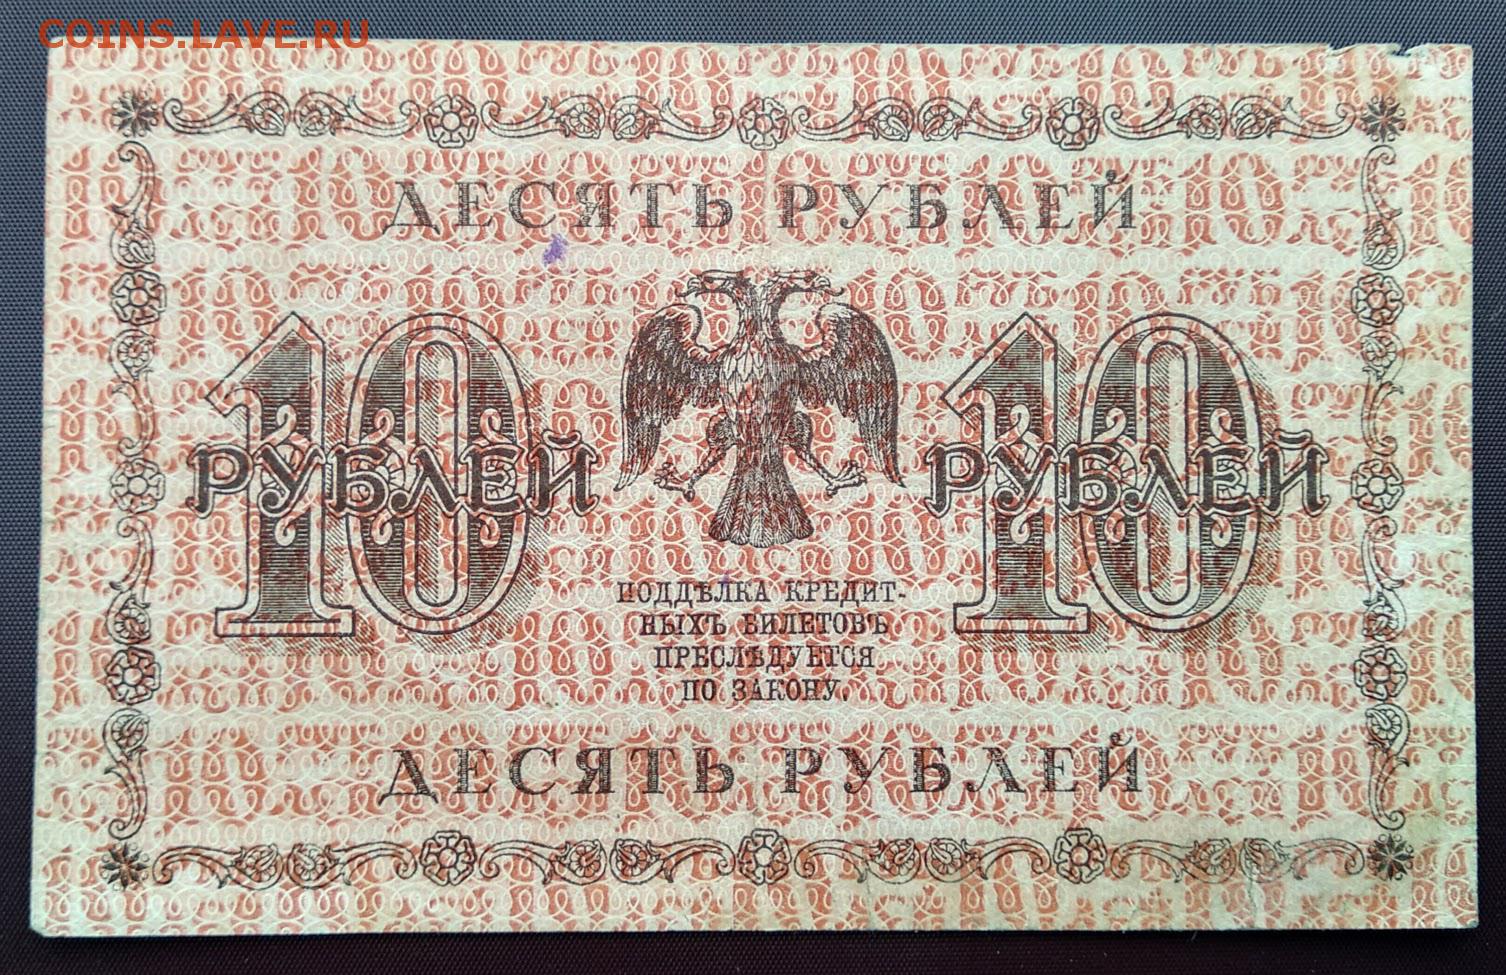 COINS.LAVE.RU
ДЕСЯТЬ РУБЛЕЙ
10 10
РУБЛЕЙ РУБЛЕЙ
ПОДДѢЛКА КРЕДИТ-
НЫХЪ БИЛЕТОВЪ
ПРЕСЛѢДУЕТСЯ
ПО ЗАКОНУ.
ДЕСЯТЬ РУБЛЕЙ